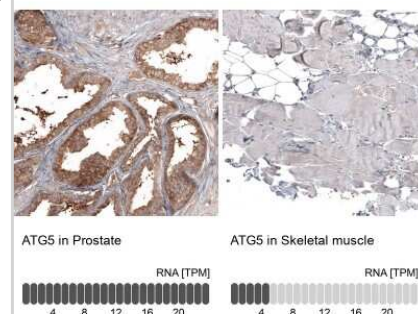 ATG5 in Prostate
RNA [TPM]
4 8 12 16 20
ATG5 in Skeletal muscle
RNA [TPM]
4 8 12 16 20